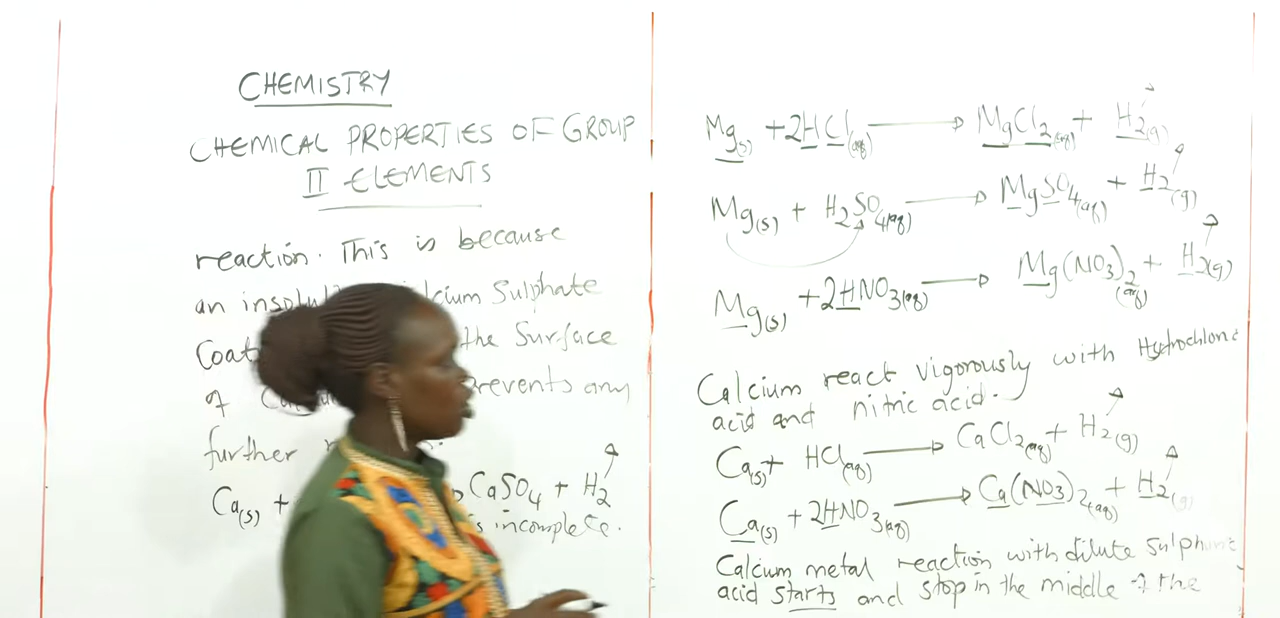 CHEMISTRY
CHEMICAL PROPERTIES OF GROUP
II ELEMENTS
reaction. This is because
an Sulphate
the Surface
of any
further
Ca(s) + CaSO4 + H2
is incomplete.
Mg(s) + 2HCl(aq) → MgCl2(aq) + H2(g)
Mg(s) + H2SO4(aq) → MgSO4(aq) + H2(g)
Mg(s) + 2HNO3(aq) → Mg(NO3)2(aq) + H2(g)
Calcium react vigorously with Hydrochloric
acid and nitric acid.
Ca(s) + HCl(aq) → CaCl2(aq) + H2(g)
Ca(s) + 2HNO3(aq) → Ca(NO3)2(aq) + H2(g)
Calcium metal reaction with dilute Sulphuric
acid starts and stop in the middle of the